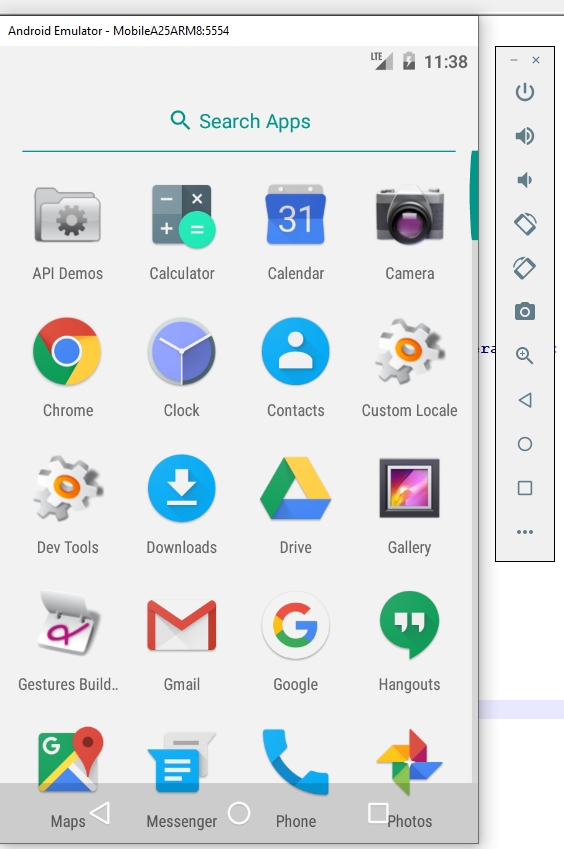 Android Emulator - MobileA25ARM8:5554
LTE 11:38
Search Apps
31
API Demos Calculator Calendar Camera
Chrome Clock Contacts Custom Locale
Dev Tools Downloads Drive Gallery
G
Gestures Build.. Gmail Google Hangouts
G
Maps Messenger Phone Photos